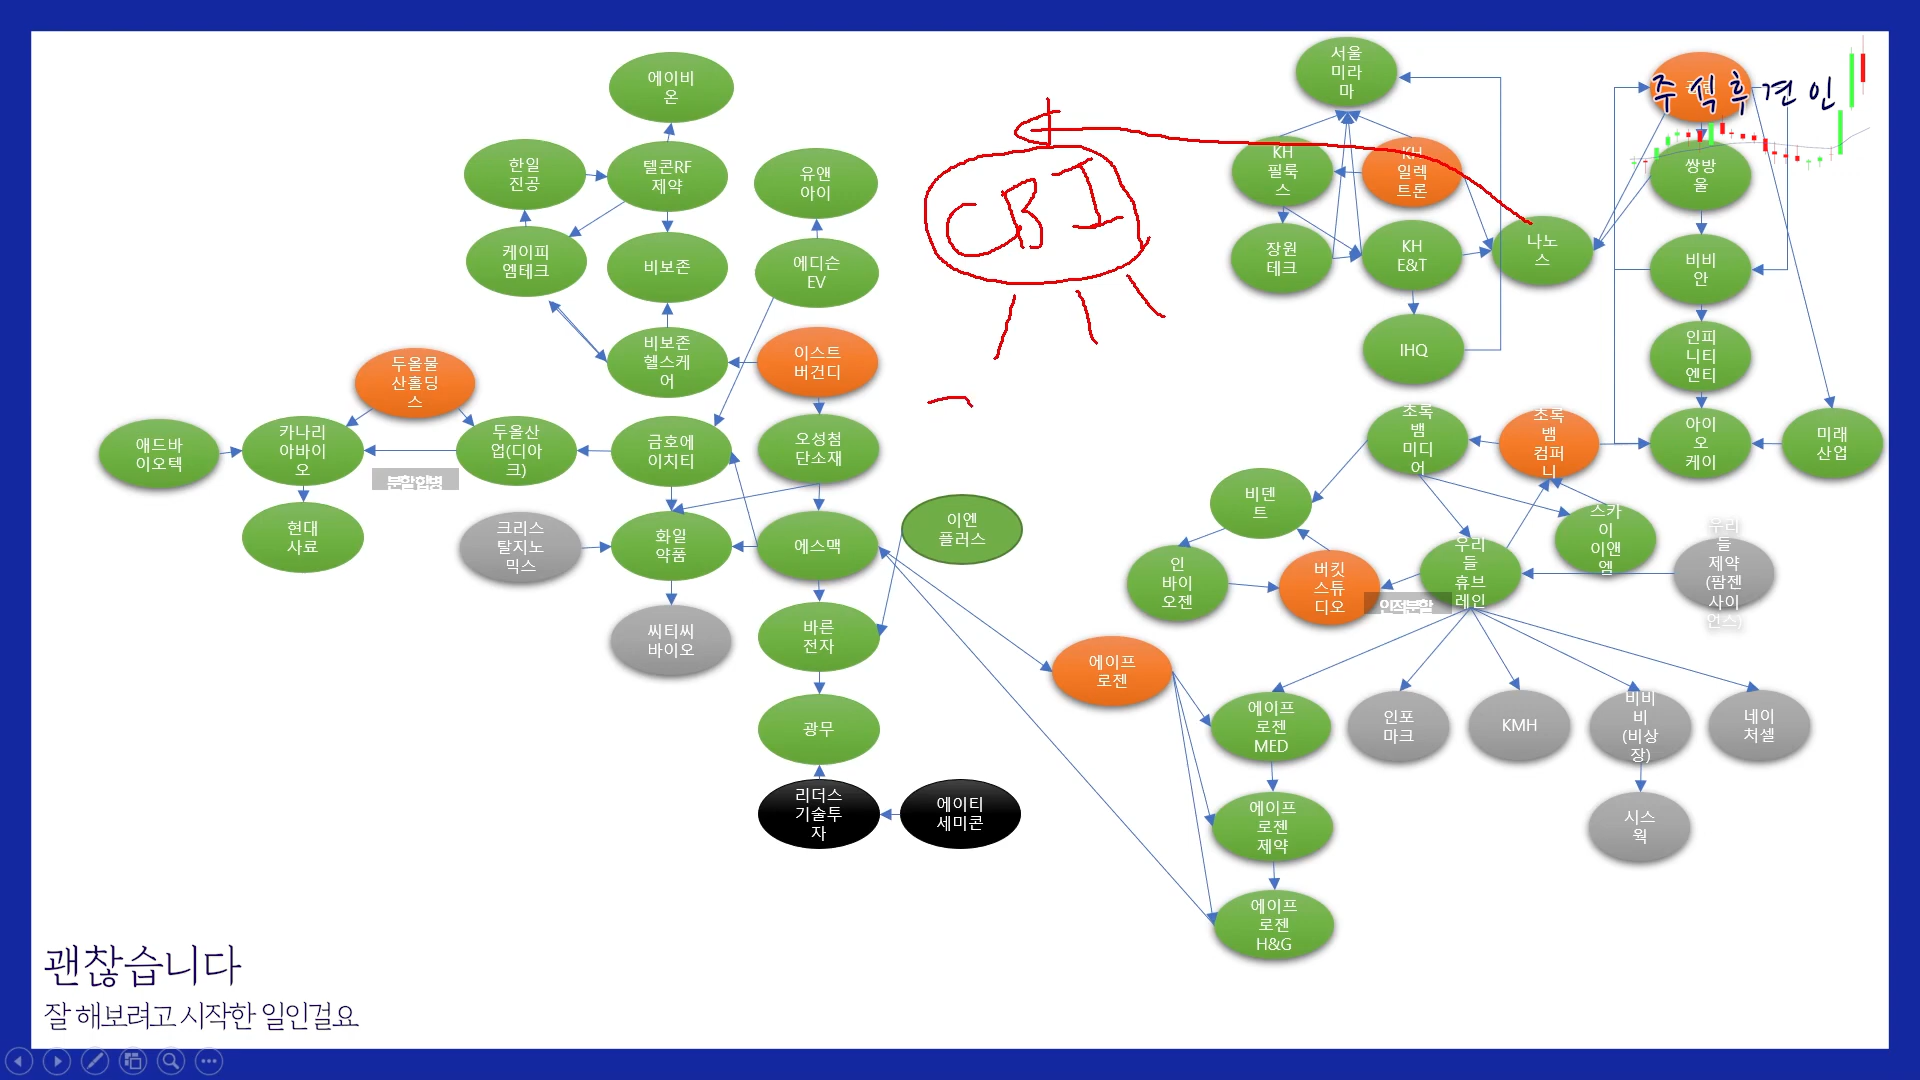 에이비
온
한일
진공
텔콘RF
제약
유앤
아이
케이피
엠테크
비보존
에디슨
EV
비보존
헬스케
어
이스트
버건디
두올물
산홀딩
스
애드바
이오텍
카나리
아바이
오
두올산
업(디아
크)
금호에
이치티
오성첨
단소재
분할합병
현대
사료
크리스
탈지노
믹스
화일
약품
에스맥
이엔
플러스
씨티씨
바이오
바른
전자
광무
리더스
기술투
자
에이티
세미콘
CBI
서울
미라
마
KH
필룩
스
KH
일렉
트론
장원
테크
KH
E&T
나노
스
IHQ
주식후견인
쌍방
울
비비
안
인피
니티
엔티
아이
오
케이
미래
산업
초록
뱀
미디
어
초록
뱀
컴퍼
니
비덴
트
인
바이
오젠
버킷
스튜
디오
우리
들
휴브
레인
인적분할
스카
이
이앤
엠
우리
들
제약
(팜젠
사이
언스)
에이프
로젠
에이프
로젠
MED
인포
마크
KMH
비비
비
(비상
장)
네이
처셀
에이프
로젠
제약
시스
웍
에이프
로젠
H&G
괜찮습니다
잘 해보려고 시작한 일인걸요